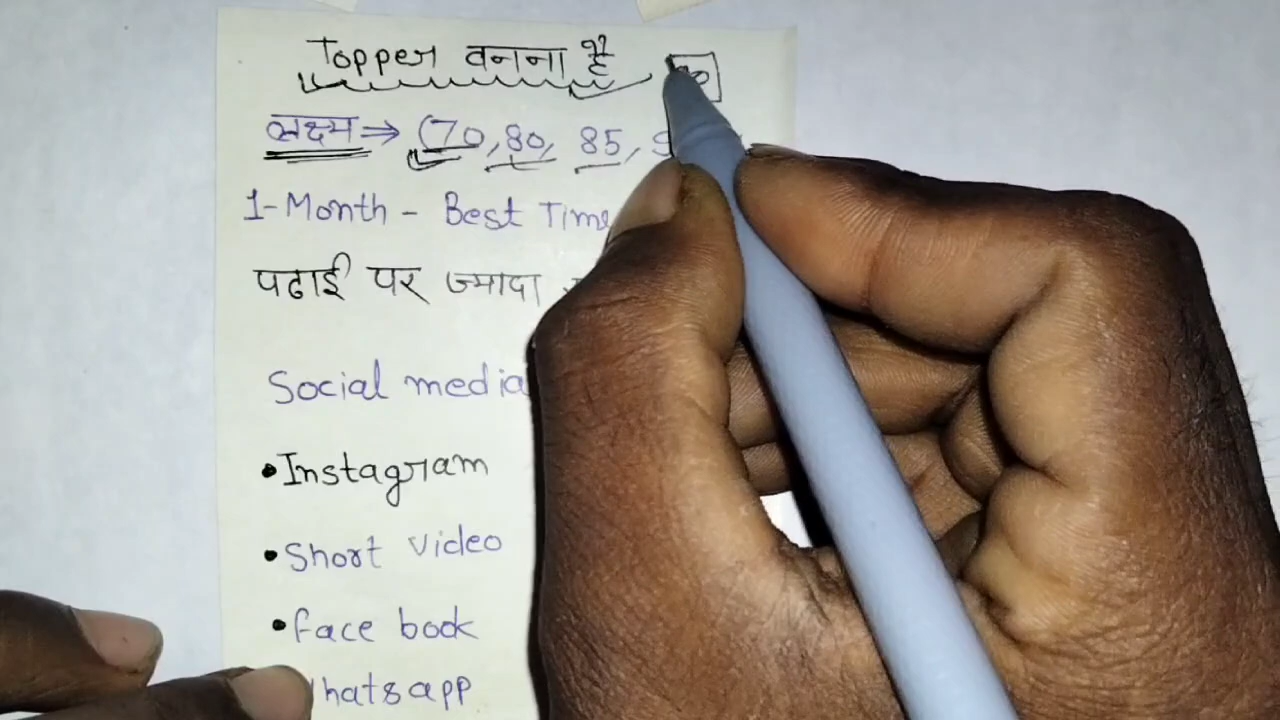 Topper बनना है
लक्ष्य ⇒ (70, 80, 85,
1-Month - Best Time
पढाई पर ज्यादा
Social media
• Instagram
• Short Video
• face book
hatsapp